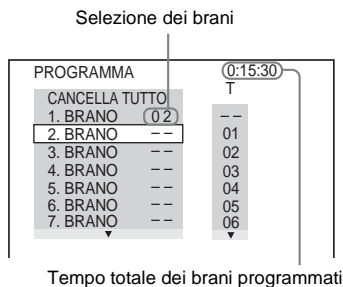 Selezione dei brani
PROGRAMMA 0:15:30
T
CANCELLA TUTTO
1. BRANO 0 2 – –
2. BRANO – – 01
3. BRANO – – 02
4. BRANO – – 03
5. BRANO – – 04
6. BRANO – – 05
7. BRANO – – 06
Tempo totale dei brani programmati